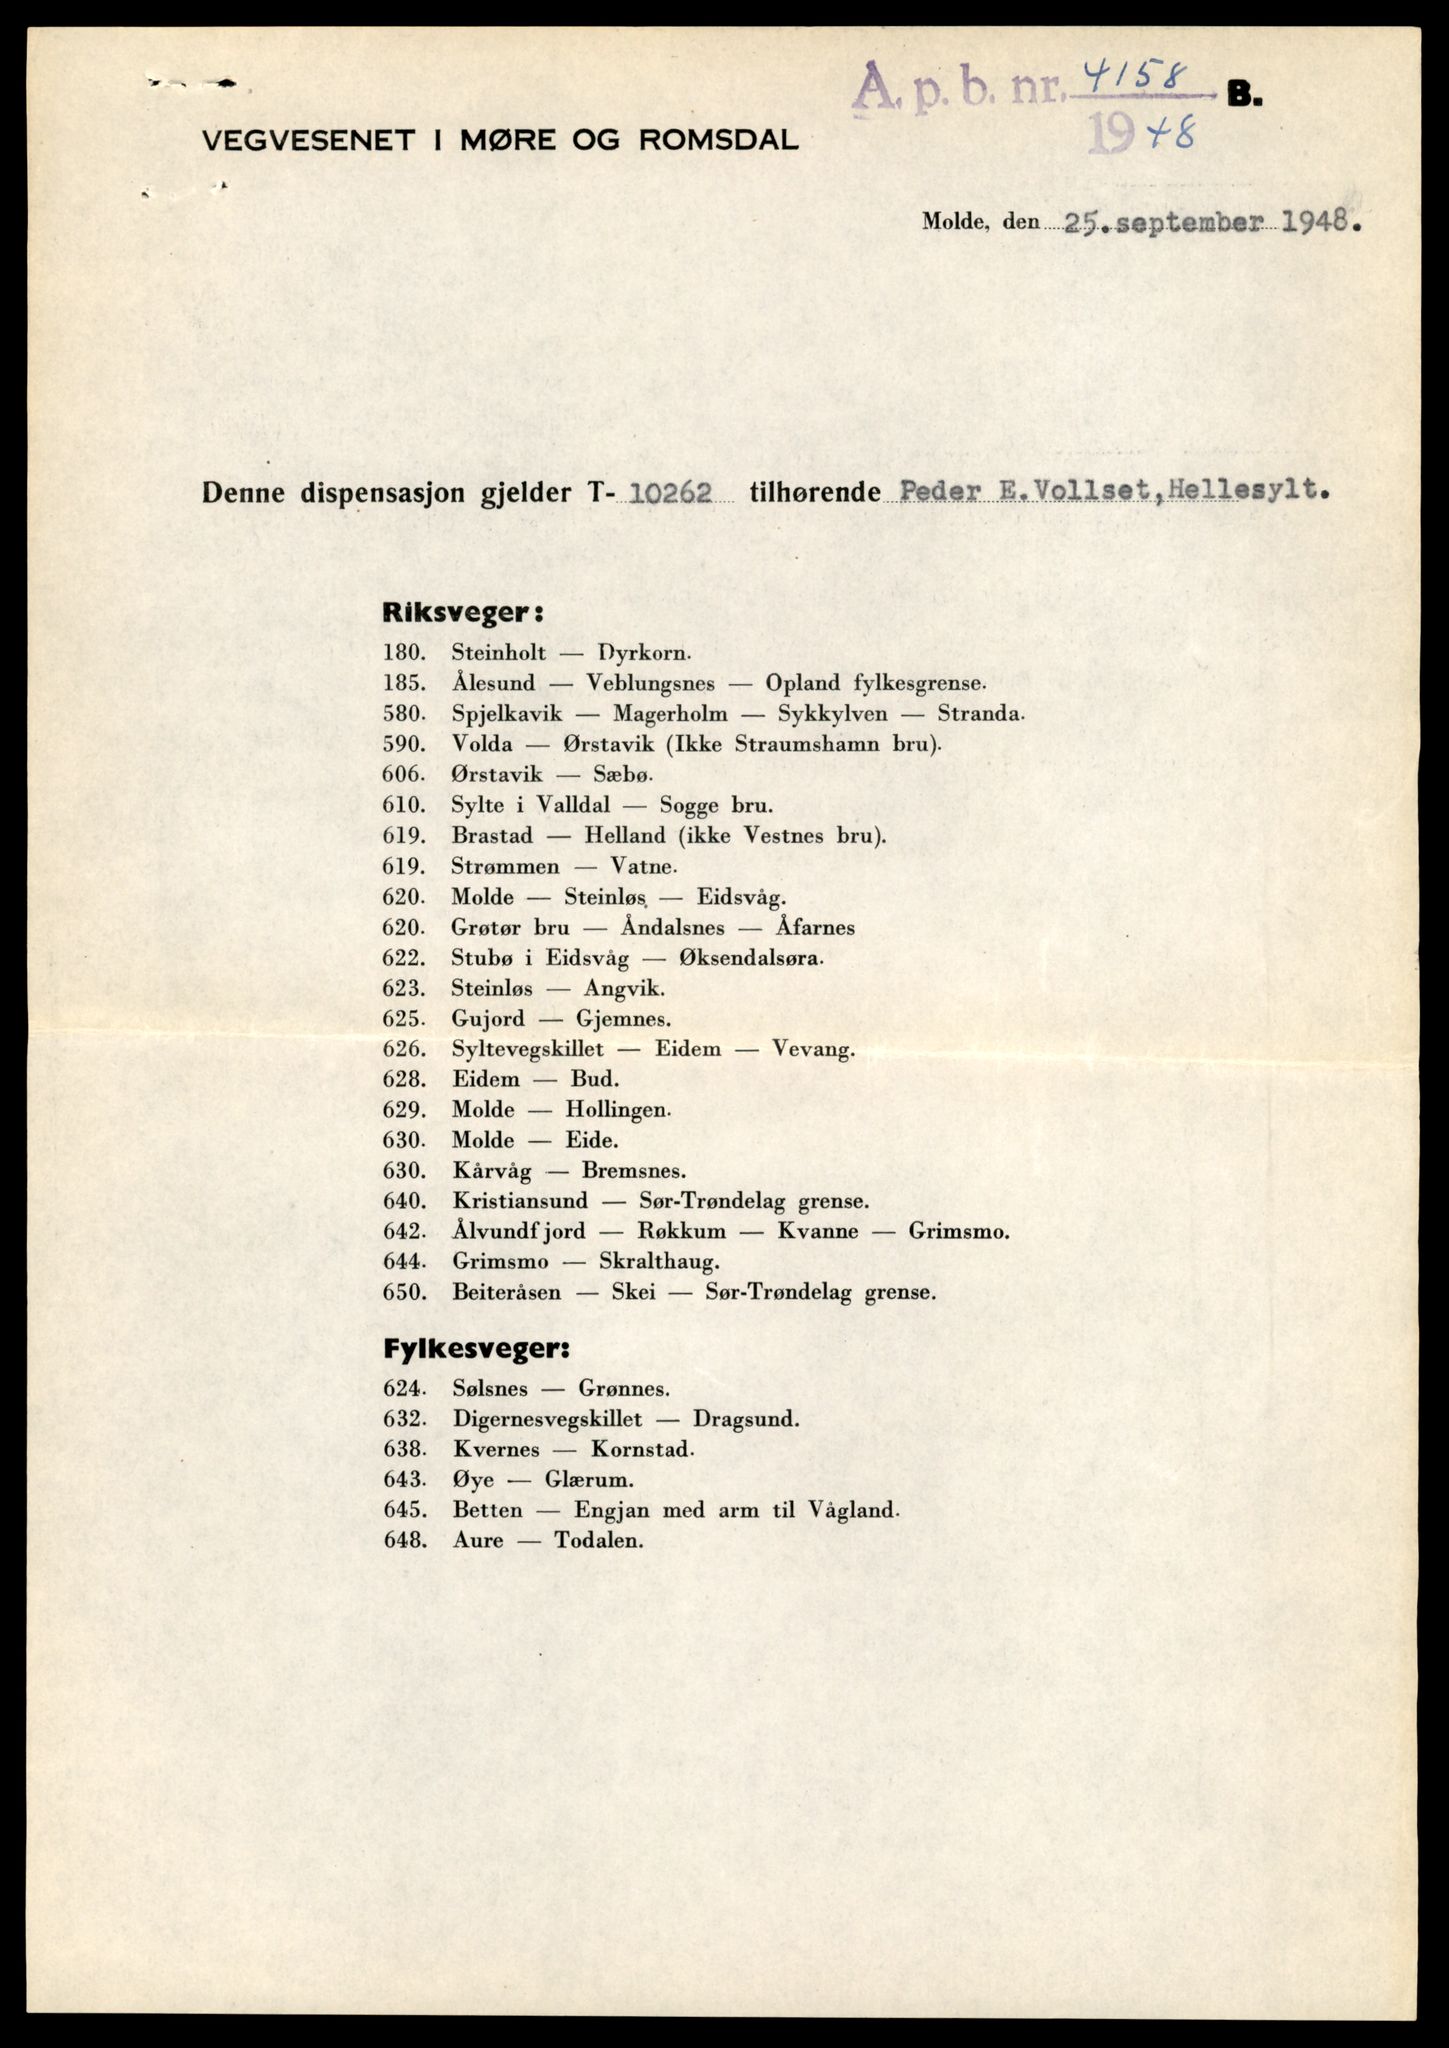 A. p. b. nr. 4158 B.
1948
VEGVESENET I MØRE OG ROMSDAL
Molde, den 25.september 1948.
Denne dispensasjon gjelder T- 10262 tilhørende Peder E.Vollset, Hellesylt.
Riksveger:
180. Steinholt — Dyrkorn.
185. Ålesund — Veblungsnes — Opland fylkesgrense.
580. Spjelkavik — Magerholm — Sykkylven — Stranda.
590. Volda — Ørstavik (Ikke Straumshamn bru).
606. Ørstavik — Sæbø.
610. Sylte i Valldal — Sogge bru.
619. Brastad — Helland (ikke Vestnes bru).
619. Strømmen — Vatne.
620. Molde — Steinløs — Eidsvåg.
620. Grøtør bru — Åndalsnes — Åfarnes
622. Stubø i Eidsvåg — Øksendalsøra.
623. Steinløs — Angvik.
625. Gujord — Gjemnes.
626. Syltevegskillet — Eidem — Vevang.
628. Eidem — Bud.
629. Molde — Hollingen.
630. Molde — Eide.
630. Kårvåg — Bremsnes.
640. Kristiansund — Sør-Trøndelag grense.
642. Ålvundfjord — Røkkum — Kvanne — Grimsmo.
644. Grimsmo — Skralthaug.
650. Beiteråsen — Skei — Sør-Trøndelag grense.
Fylkesveger:
624. Sølsnes — Grønnes.
632. Digernesvegskillet — Dragsund.
638. Kvernes — Kornstad.
643. Øye — Glærum.
645. Betten — Engjan med arm til Vågland.
648. Aure — Todalen.